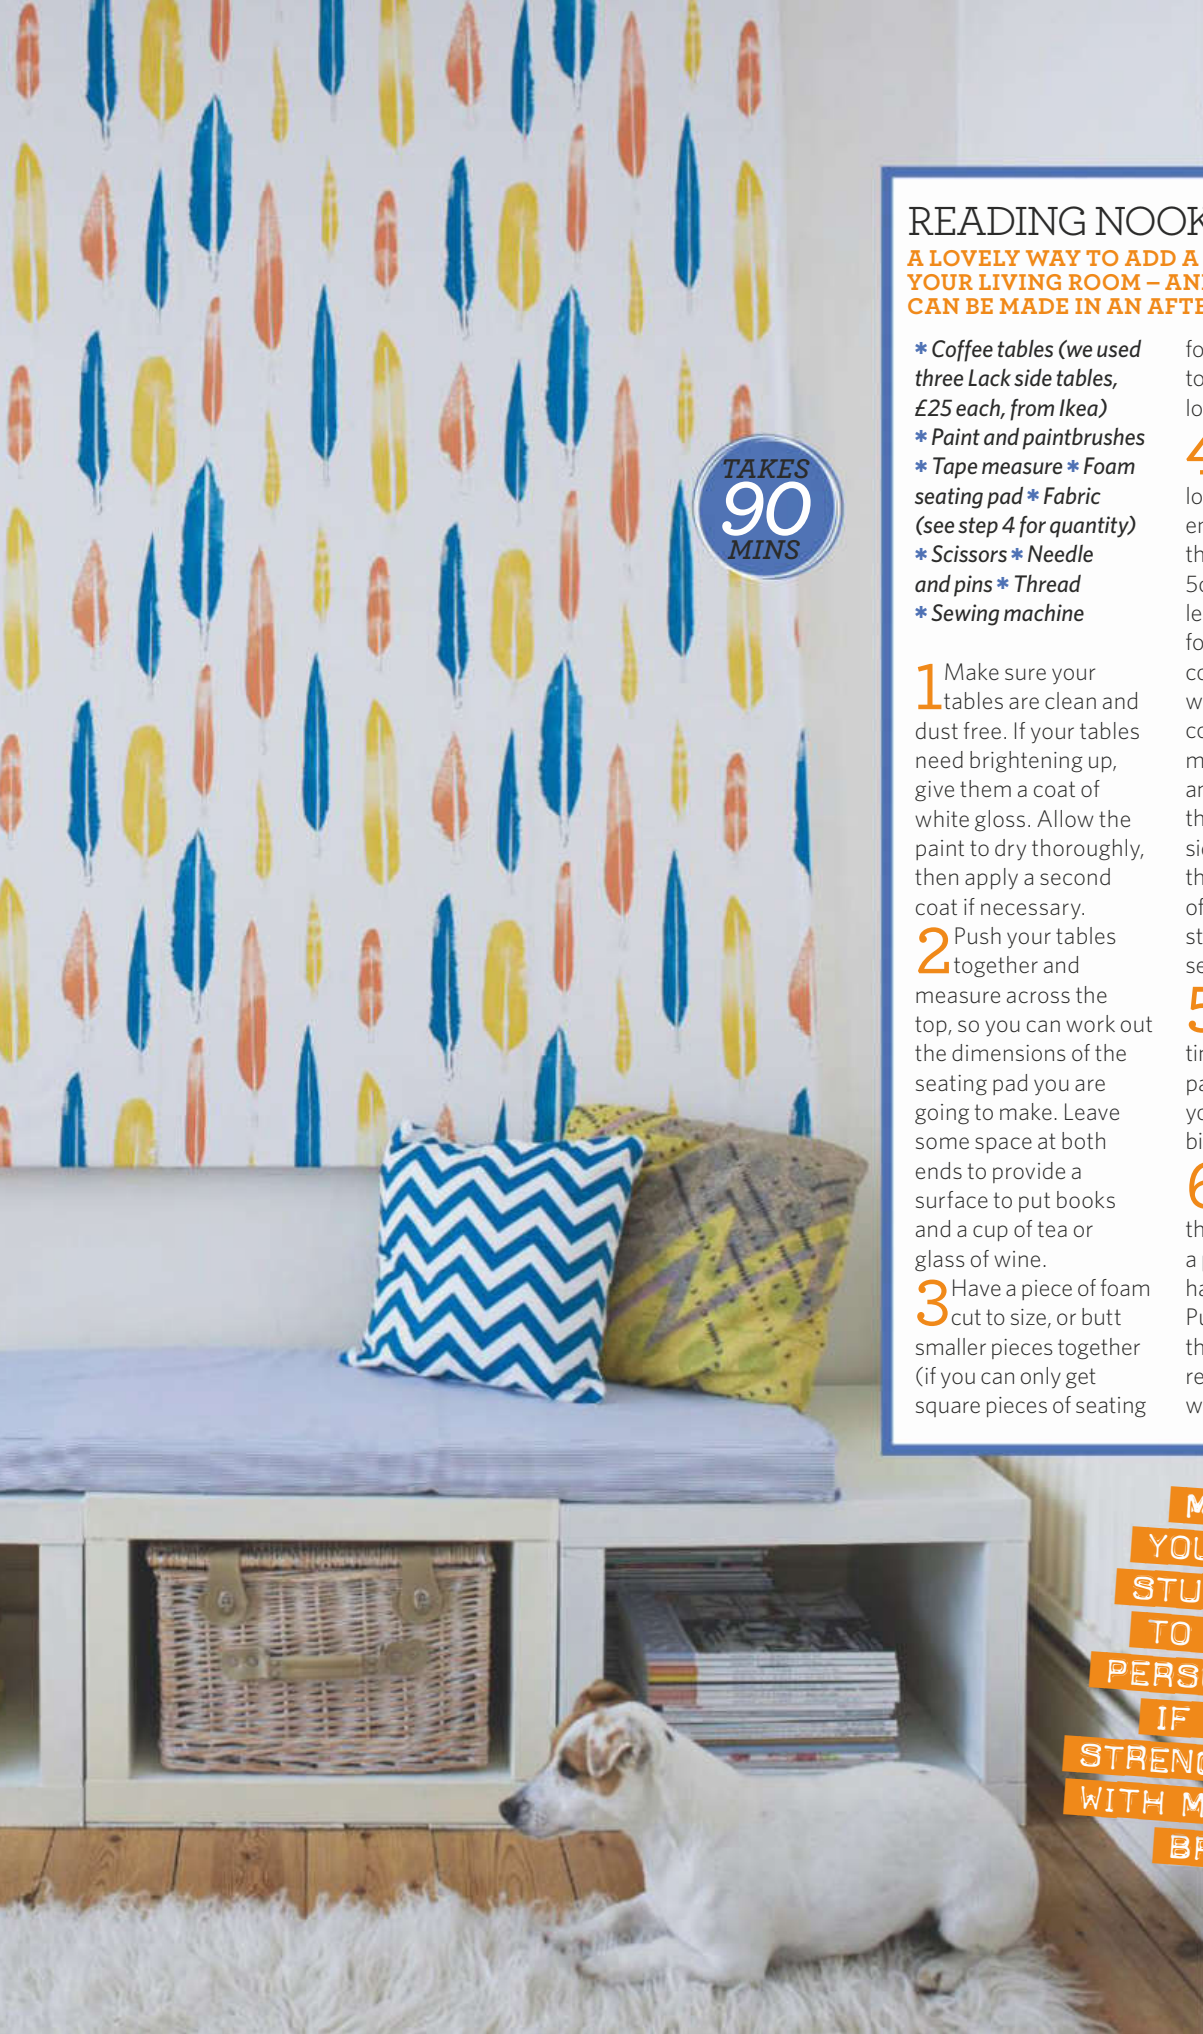 TAKES
90
MINS
READING NOOK
A LOVELY WAY TO ADD A
YOUR LIVING ROOM –
CAN BE MADE IN AN
* Coffee tables (we used
three Lack side tables,
£25 each, from Ikea)
* Paint and paintbrushes
* Tape measure * Foam
seating pad * Fabric
(see step 4 for quantity)
* Scissors * Needle
and pins * Thread
* Sewing machine
1 Make sure your
tables are clean and
dust free. If your tables
need brightening up,
give them a coat of
white gloss. Allow the
paint to dry thoroughly,
then apply a second
coat if necessary.
2 Push your tables
together and
measure across the
top, so you can work out
the dimensions of the
seating pad you are
going to make. Leave
some space at both
ends to provide a
surface to put books
and a cup of tea or
glass of wine.
3 Have a piece of foam
cut to size, or butt
smaller pieces together
(if you can only get
square pieces of seating
to
4
5
of
6
a
TO
IF
WITH